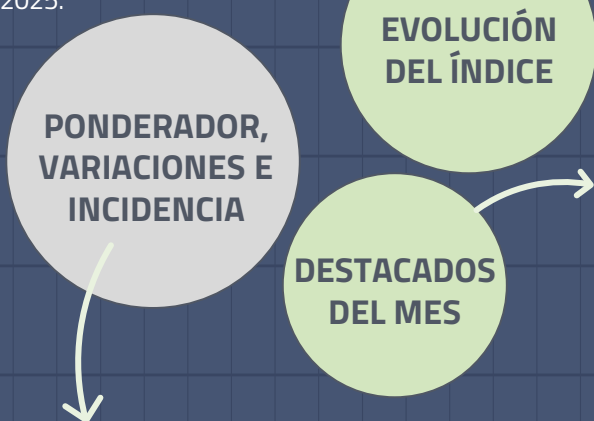 2025.
EVOLUCIÓN
DEL ÍNDICE
PONDERADOR,
VARIACIONES E
INCIDENCIA
DESTACADOS
DEL MES